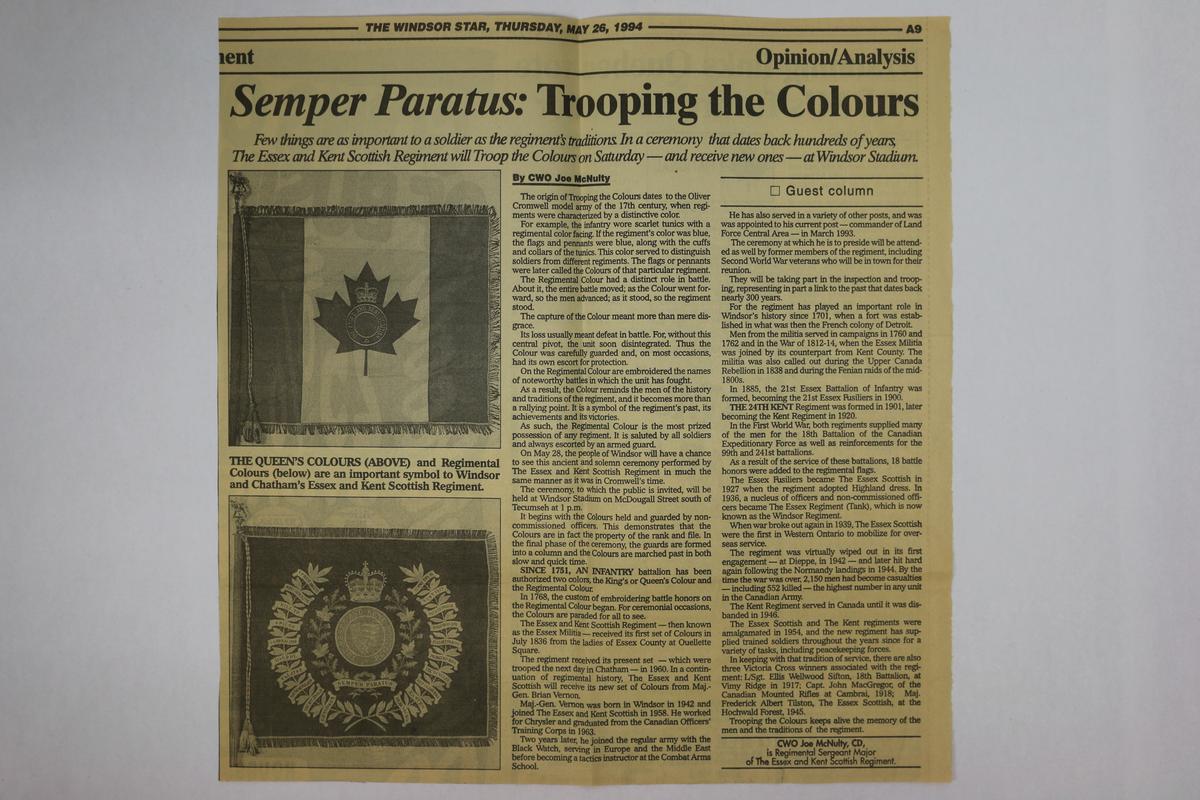 THE WINDSOR STAR, THURSDAY, MAY 26, 1994
A9
ent
Opinion/Analysis
Semper Paratus: Trooping the Colours
Few things are as important to a soldier as the regiment's traditions. In a ceremony that dates back hundreds of years,
The Essex and Kent Scottish Regiment will Troop the Colours on Saturday — and receive new ones — at Windsor Stadium.
THE QUEEN'S COLOURS (ABOVE) and Regimental
Colours (below) are an important symbol to Windsor
and Chatham's Essex and Kent Scottish Regiment.
SEMPER PARATUS
By CWO Joe McNulty
The origin of Trooping the Colours dates to the Oliver
Cromwell model army of the 17th century, when regi-
ments were characterized by a distinctive color.
For example, the infantry wore scarlet tunics with a
regimental color facing. If the regiment's color was blue,
the flags and pennants were blue, along with the cuffs
and collars of the tunics. This color served to distinguish
soldiers from different regiments. The flags or pennants
were later called the Colours of that particular regiment.
The Regimental Colour had a distinct role in battle.
About it, the entire battle moved; as the Colour went for-
ward, so the men advanced; as it stood, so the regiment
stood.
The capture of the Colour meant more than mere dis-
grace.
Its loss usually meant defeat in battle. For, without this
central pivot, the unit soon disintegrated. Thus the
Colour was carefully guarded and, on most occasions,
had its own escort for protection.
On the Regimental Colour are embroidered the names
of noteworthy battles in which the unit has fought.
As a result, the Colour reminds the men of the history
and traditions of the regiment, and it becomes more than
a rallying point. It is a symbol of the regiment's past, its
achievements and its victories.
As such, the Regimental Colour is the most prized
possession of any regiment. It is saluted by all soldiers
and always escorted by an armed guard.
On May 28, the people of Windsor will have a chance
to see this ancient and solemn ceremony performed by
The Essex and Kent Scottish Regiment in much the
same manner as it was in Cromwell's time.
The ceremony, to which the public is invited, will be
held at Windsor Stadium on McDougall Street south of
Tecumseh at 1 p.m.
It begins with the Colours held and guarded by non-
commissioned officers. This demonstrates that the
Colours are in fact the property of the rank and file. In
the final phase of the ceremony, the guards are formed
into a column and the Colours are marched past in both
slow and quick time.
SINCE 1751, AN INFANTRY battalion has been
authorized two colors, the King's or Queen's Colour and
the Regimental Colour.
In 1768, the custom of embroidering battle honors on
the Regimental Colour began. For ceremonial occasions,
the Colours are paraded for all to see.
The Essex and Kent Scottish Regiment — then known
as the Essex Militia — received its first set of Colours in
July 1836 from the ladies of Essex County at Ouellette
Square.
The regiment received its present set — which were
trooped the next day in Chatham — in 1960. In a contin-
uation of regimental history, The Essex and Kent
Scottish will receive its new set of Colours from Maj.-
Gen. Brian Vernon.
Maj.-Gen. Vernon was born in Windsor in 1942 and
joined The Essex and Kent Scottish in 1958. He worked
for Chrysler and graduated from the Canadian Officers'
Training Corps in 1963.
Two years later, he joined the regular army with the
Black Watch, serving in Europe and the Middle East
before becoming a tactics instructor at the Combat Arms
School.
□ Guest column
He has also served in a variety of other posts, and was
was appointed to his current post — commander of Land
Force Central Area — in March 1993.
The ceremony at which he is to preside will be attend-
ed as well by former members of the regiment, including
Second World War veterans who will be in town for their
reunion.
They will be taking part in the inspection and troop-
ing, representing in part a link to the past that dates back
nearly 300 years.
For the regiment has played an important role in
Windsor's history since 1701, when a fort was estab-
lished in what was then the French colony of Detroit.
Men from the militia served in campaigns in 1760 and
1762 and in the War of 1812-14, when the Essex Militia
was joined by its counterpart from Kent County. The
militia was also called out during the Upper Canada
Rebellion in 1838 and during the Fenian raids of the mid-
1800s.
In 1885, the 21st Essex Battalion of Infantry was
formed, becoming the 21st Essex Fusiliers in 1900.
THE 24TH KENT Regiment was formed in 1901, later
becoming the Kent Regiment in 1920.
In the First World War, both regiments supplied many
of the men for the 18th Battalion of the Canadian
Expeditionary Force as well as reinforcements for the
99th and 241st battalions.
As a result of the service of these battalions, 18 battle
honors were added to the regimental flags.
The Essex Fusiliers became The Essex Scottish in
1927 when the regiment adopted Highland dress. In
1936, a nucleus of officers and non-commissioned offi-
cers became The Essex Regiment (Tank), which is now
known as the Windsor Regiment.
When war broke out again in 1939, The Essex Scottish
were the first in Western Ontario to mobilize for over-
seas service.
The regiment was virtually wiped out in its first
engagement — at Dieppe, in 1942 — and later hit hard
again following the Normandy landings in 1944. By the
time the war was over, 2,150 men had become casualties
— including 552 killed — the highest number in any unit
in the Canadian Army.
The Kent Regiment served in Canada until it was dis-
banded in 1946.
The Essex Scottish and The Kent regiments were
amalgamated in 1954, and the new regiment has sup-
plied trained soldiers throughout the years since for a
variety of tasks, including peacekeeping forces.
In keeping with that tradition of service, there are also
three Victoria Cross winners associated with the regi-
ment: L/Sgt. Ellis Wellwood Sifton, 18th Battalion, at
Vimy Ridge in 1917; Capt. John MacGregor, of the
Canadian Mounted Rifles at Cambrai, 1918; Maj.
Frederick Albert Tilston, The Essex Scottish, at the
Hochwald Forest, 1945.
Trooping the Colours keeps alive the memory of the
men and the traditions of the regiment.
CWO Joe McNulty, CD,
is Regimental Sergeant Major
of The Essex and Kent Scottish Regiment.